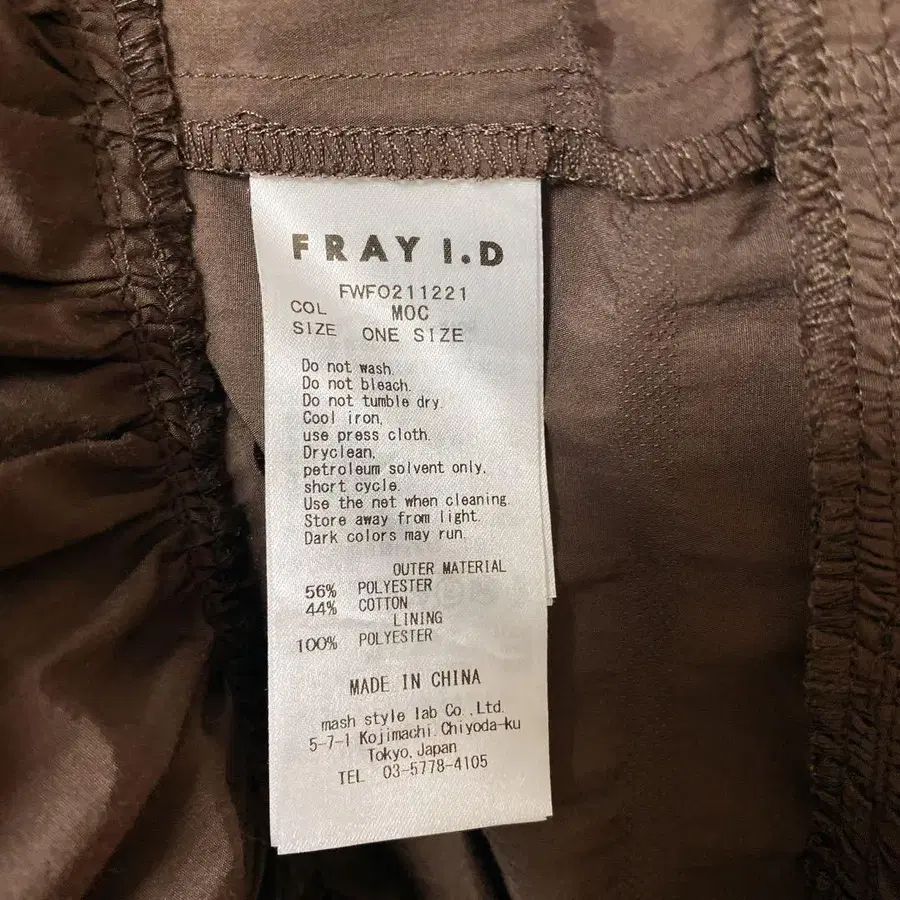 FRAY I.D
FWFO211221
COL MOC
SIZE ONE SIZE
Do not wash.
Do not bleach.
Do not tumble dry.
Cool iron,
use press cloth.
Dryclean,
petroleum solvent only,
short cycle.
Use the net when cleaning.
Store away from light.
Dark colors may run.
OUTER MATERIAL
56% POLYESTER
44% COTTON
LINING
100% POLYESTER
MADE IN CHINA
mash style lab Co.,Ltd.
5-7-1 Kojimachi.Chiyoda-ku
Tokyo,Japan
TEL 03-5778-4105